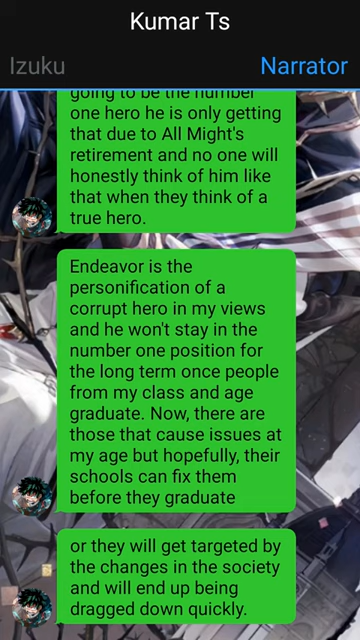 Kumar Ts
Izuku
Narrator
going to be the number
one hero he is only getting
that due to All Might's
retirement and no one will
honestly think of him like
that when they think of a
true hero.
Endeavor is the
personification of a
corrupt hero in my views
and he won't stay in the
number one position for
the long term once people
from my class and age
graduate. Now, there are
those that cause issues at
my age but hopefully, their
schools can fix them
before they graduate
or they will get targeted by
the changes in the society
and will end up being
dragged down quickly.